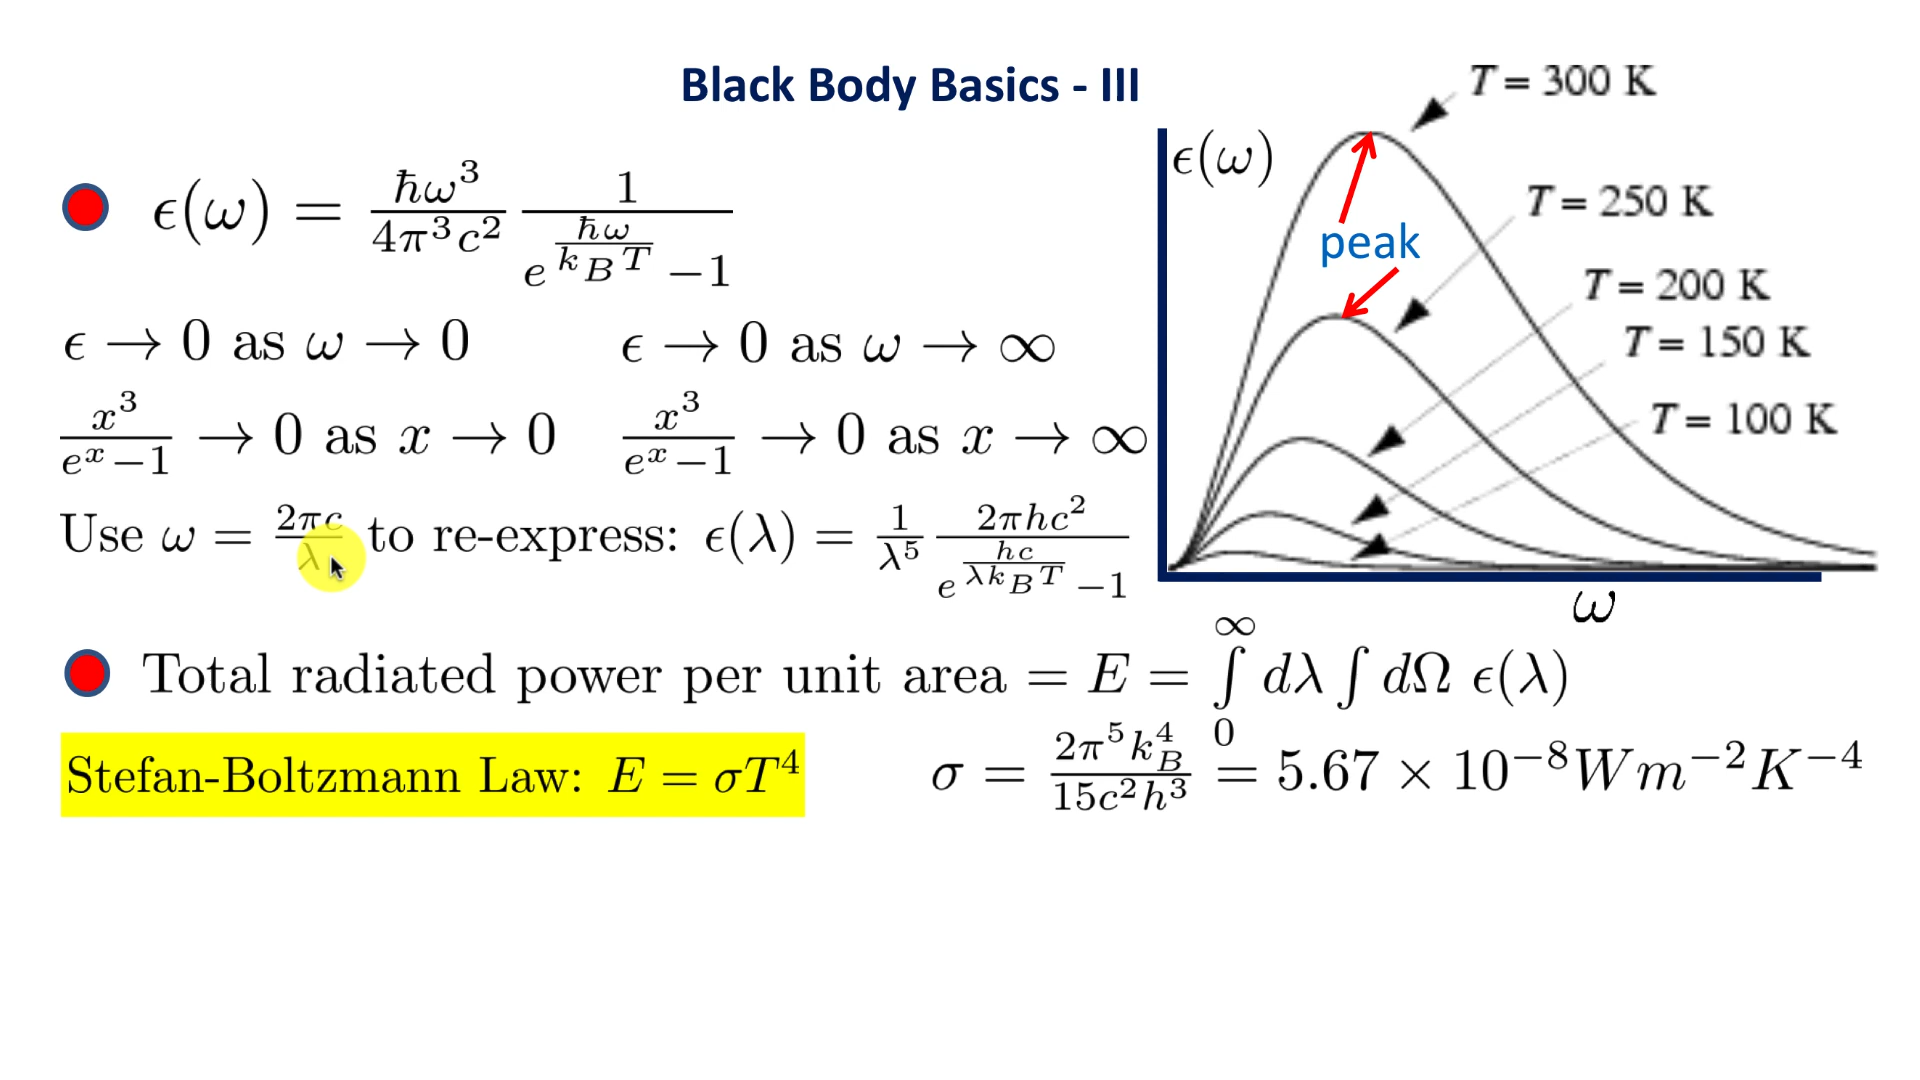 Black Body Basics - III
ϵ(ω) = ħω³/4π³c² 1/(e^(ħω/k_BT) −1)
ϵ → 0 as ω → 0 ϵ → 0 as ω → ∞
x³/(eˣ−1) → 0 as x → 0 x³/(eˣ−1) → 0 as x → ∞
Use ω = 2πc/λ to re-express: ϵ(λ) = 1/λ⁵ 2πhc²/(e^(hc/λk_BT) −1)
ϵ(ω)
T = 300 K
T = 250 K
peak
T = 200 K
T = 150 K
T = 100 K
ω
Total radiated power per unit area = E = ∫₀^∞ dλ ∫ dΩ ϵ(λ)
Stefan-Boltzmann Law: E = σT⁴
σ = 2π⁵k_B⁴/15c²h³ = 5.67 × 10⁻⁸Wm⁻²K⁻⁴